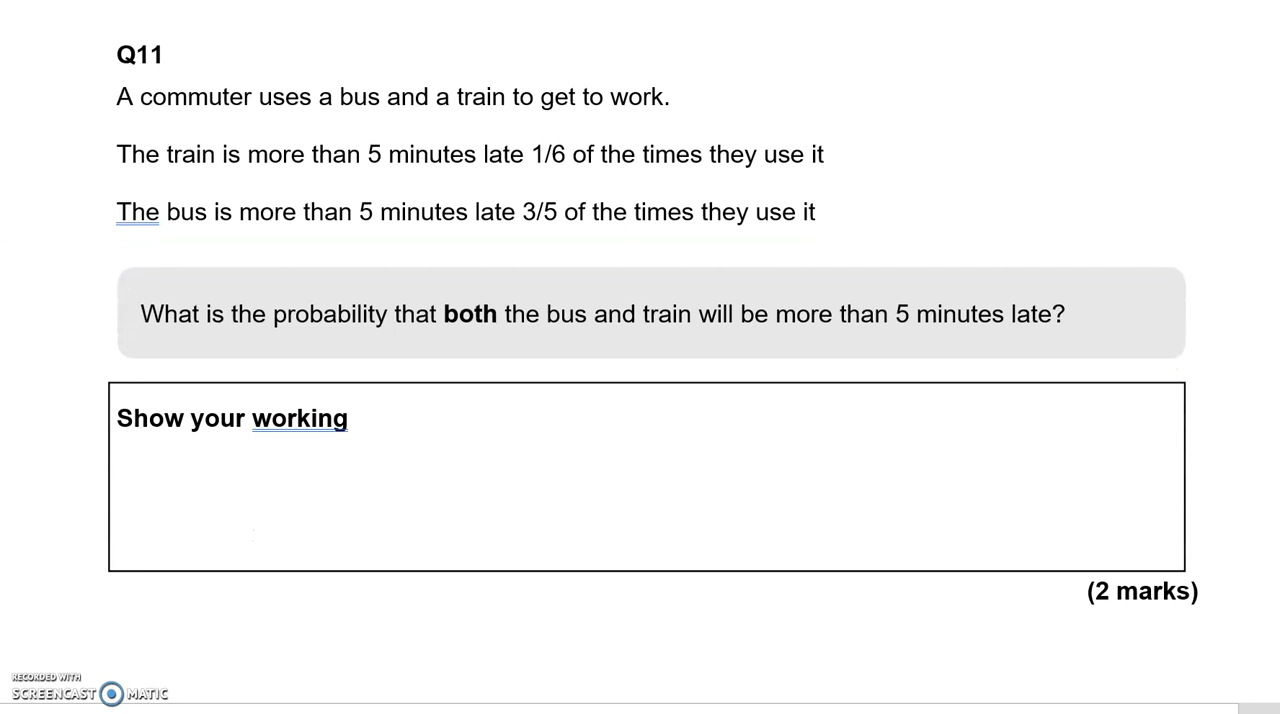 Q11
A commuter uses a bus and a train to get to work.
The train is more than 5 minutes late 1/6 of the times they use it
The bus is more than 5 minutes late 3/5 of the times they use it
What is the probability that both the bus and train will be more than 5 minutes late?
Show your working
(2 marks)
RECORDED WITH
SCREENCAST MATIC